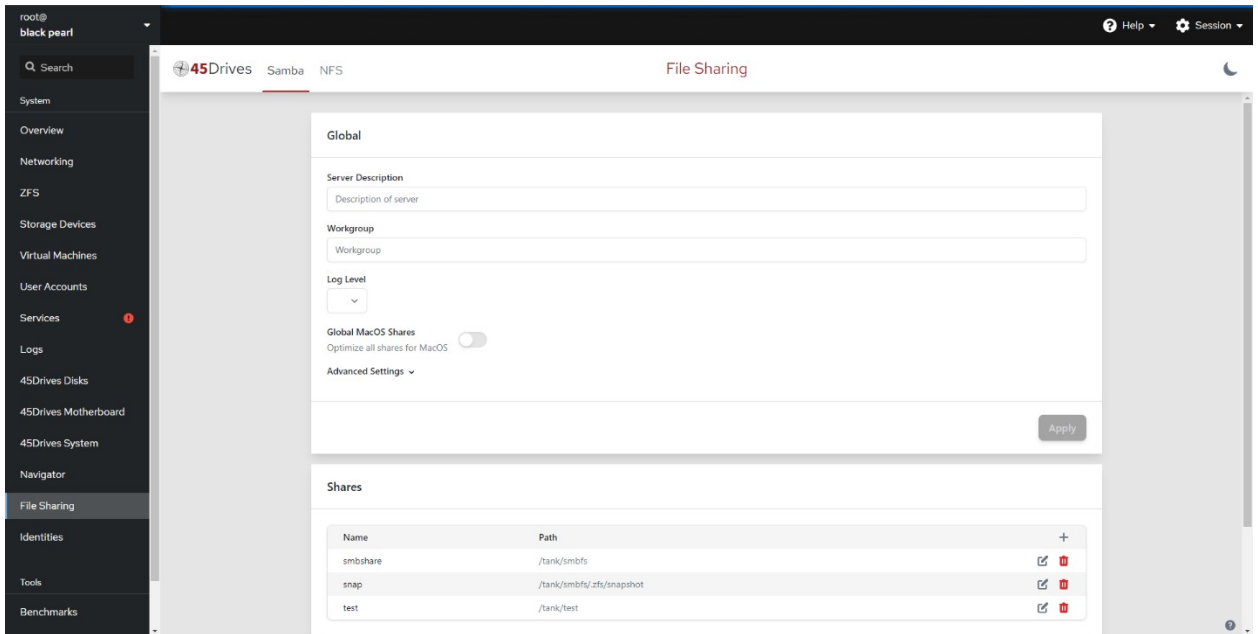 root@
black pearl
Help
Session
Search
System
Overview
Networking
ZFS
Storage Devices
Virtual Machines
User Accounts
Services
Logs
45Drives Disks
45Drives Motherboard
45Drives System
Navigator
File Sharing
Identities
Tools
Benchmarks
45Drives Samba NFS File Sharing
Global
Server Description
Description of server
Workgroup
Workgroup
Log Level
Global MacOS Shares
Optimize all shares for MacOS
Advanced Settings
Apply
Shares
Name Path +
smbshare /tank/smbfs
snap /tank/smbfs/.zfs/snapshot
test /tank/test